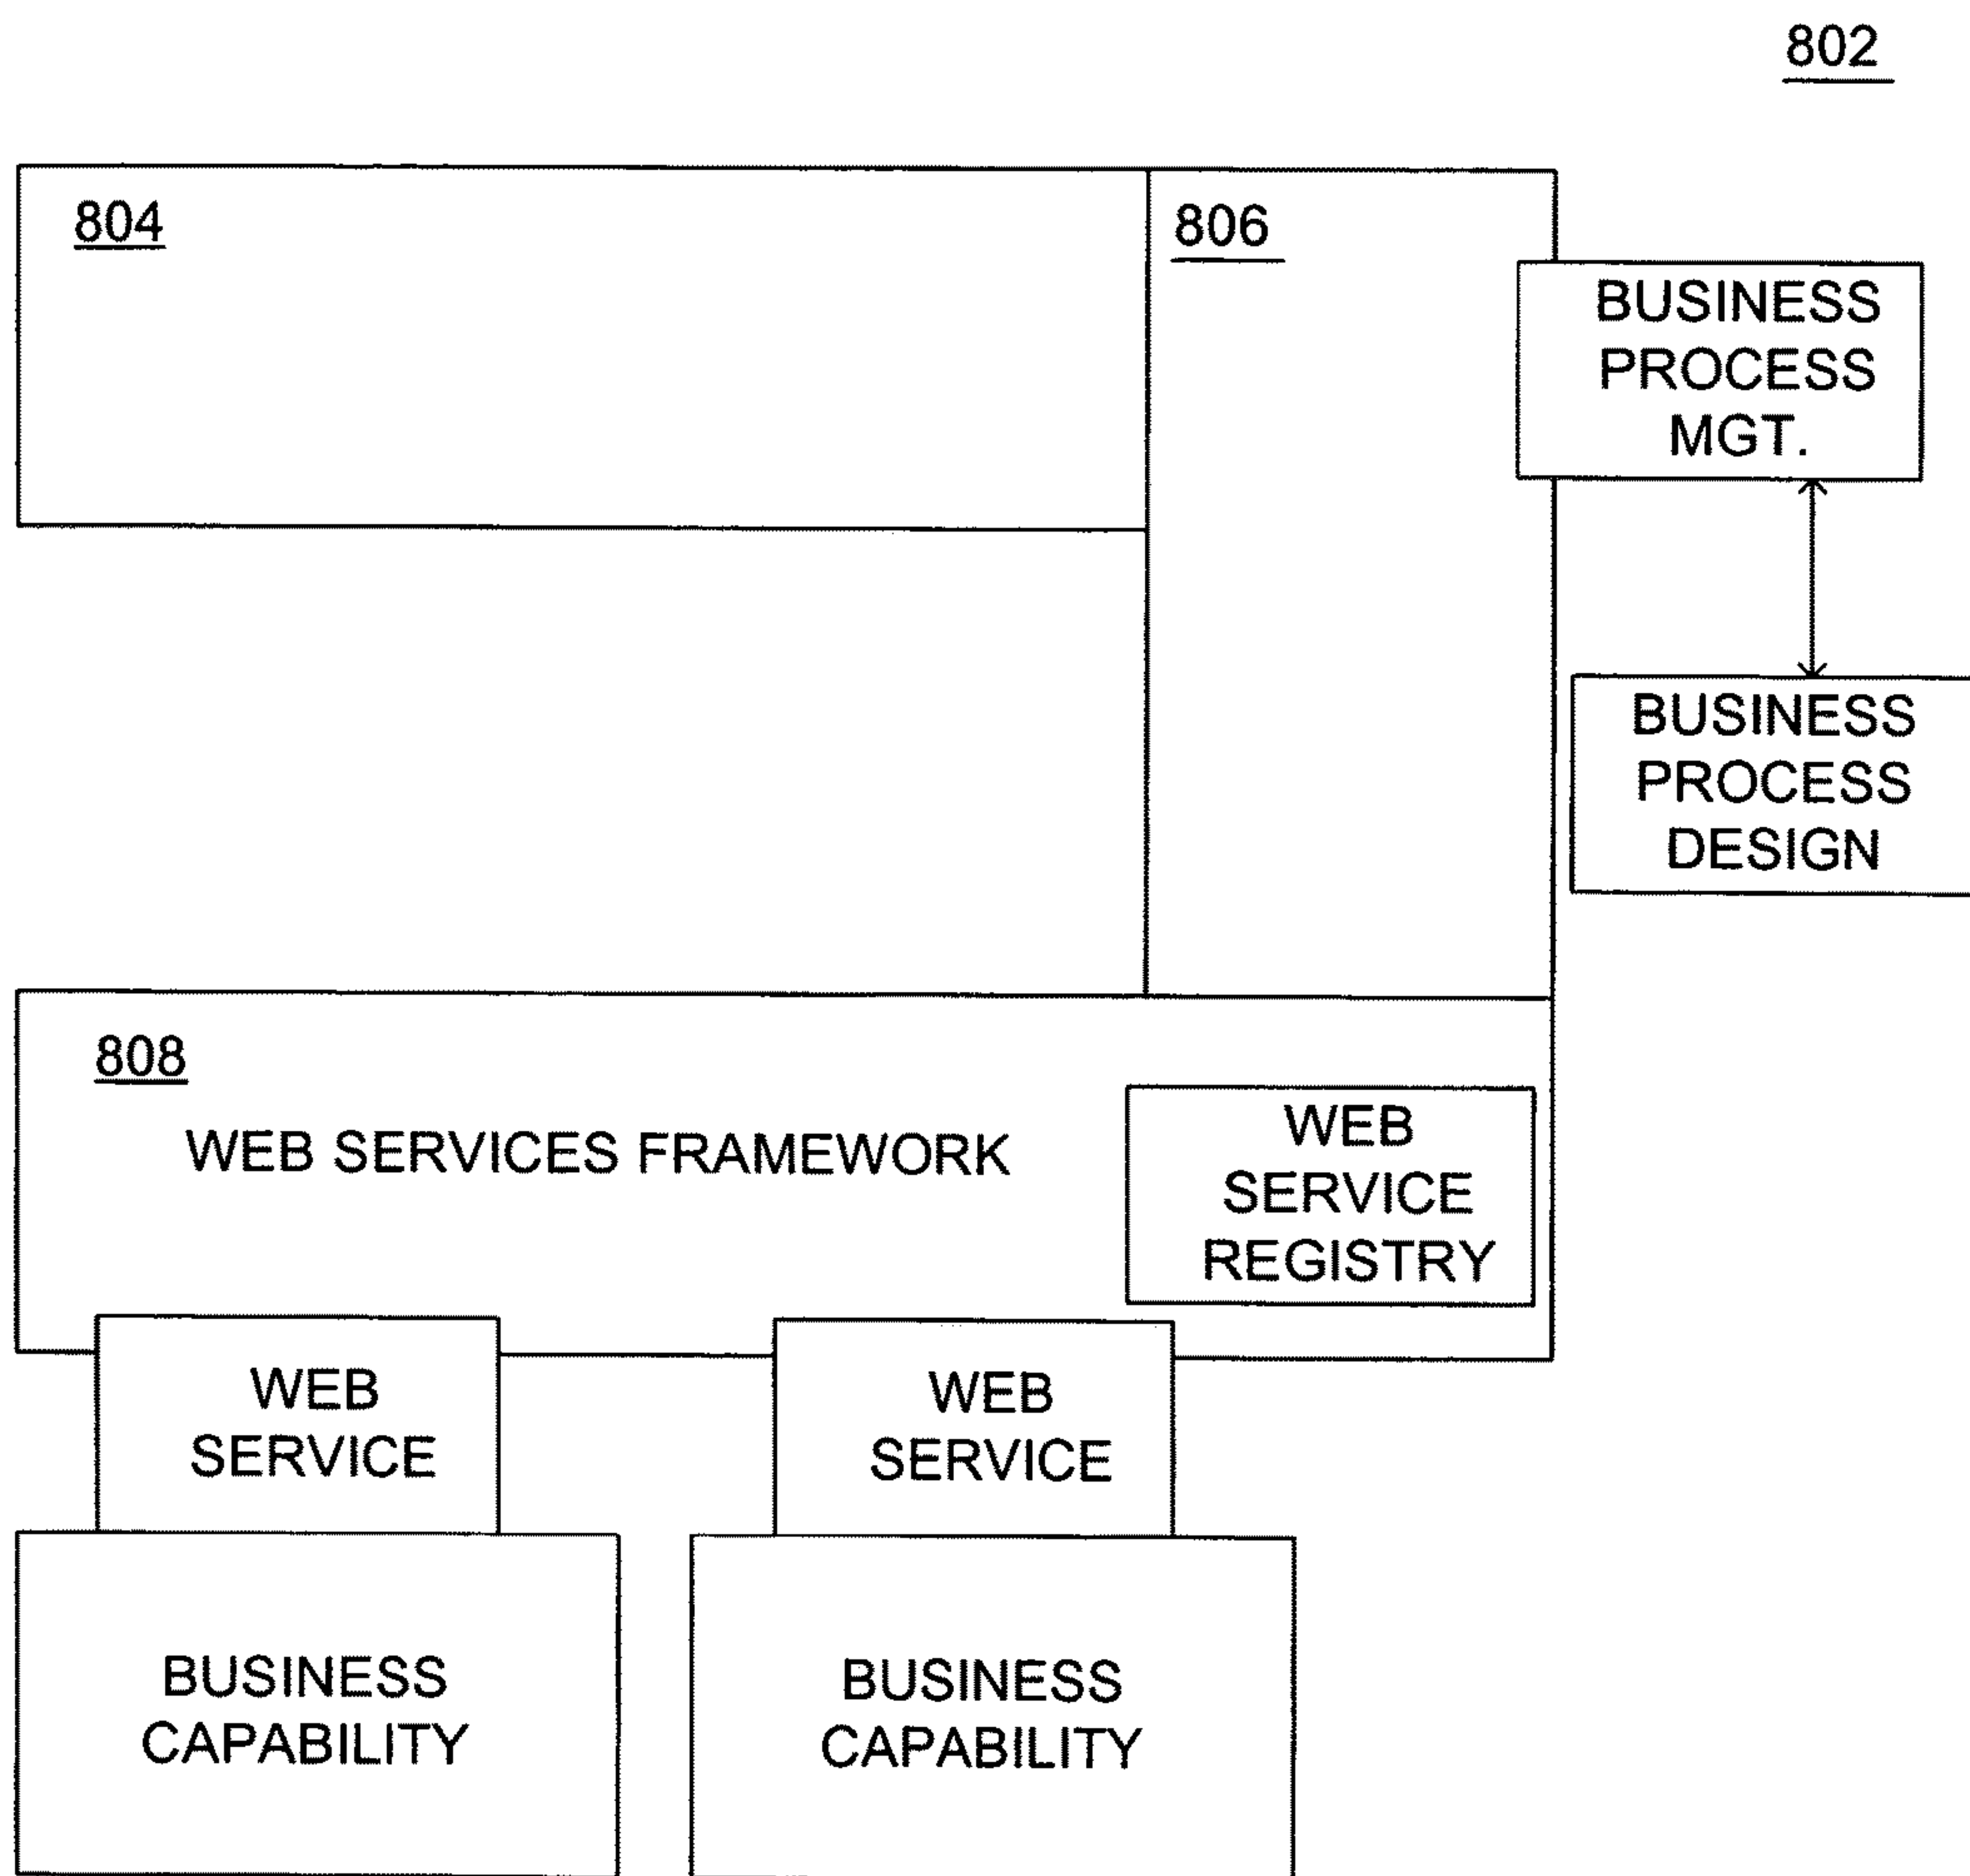 802
804
806
BUSINESS
PROCESS
MGT.
BUSINESS
PROCESS
DESIGN
808
WEB SERVICES FRAMEWORK
WEB
SERVICE
REGISTRY
WEB
SERVICE
WEB
SERVICE
BUSINESS
CAPABILITY
BUSINESS
CAPABILITY